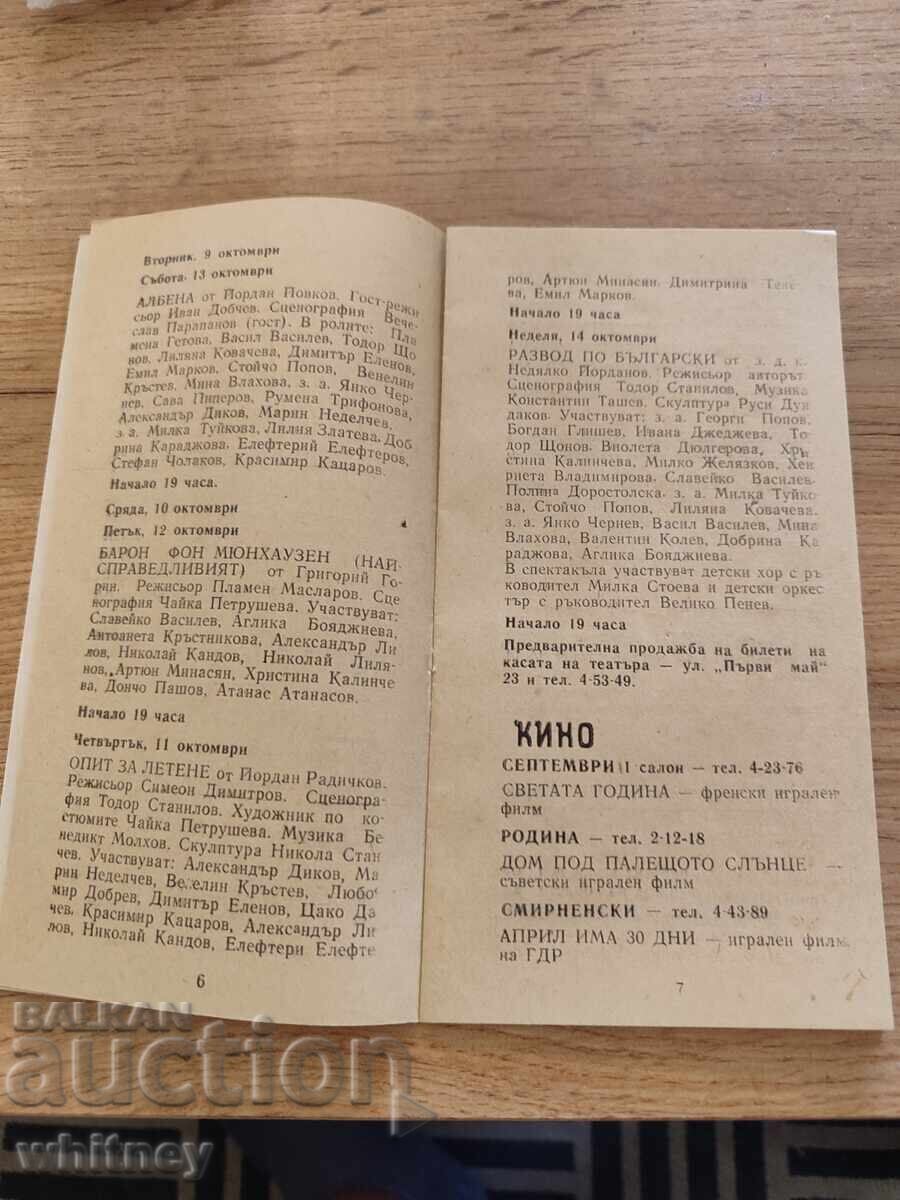 Вторник, 9 октомври
Събота, 13 октомври
АЛБЕНА от Йордан Йовков. Гост-режи
сьор Иван Добчев. Сценография Вече
слав Парапанов (гост). В ролите: Пла
мена Гетова, Васил Василев, Тодор Що
нов, Лиляна Ковачева, Димитър Еленов,
Емил Марков, Стойчо Попов, Венелин
Кръстев, Мина Влахова, з. а. Янко Чер-
нев, Сава Пиперов, Румена Трифонова,
Александър Диков, Марин Неделчев,
з. а. Милка Туйкова, Лилия Златева, Доб
рина Караджова, Елефтерий Елефтеров,
Стефан Чолаков, Красимир Кацаров.
Начало 19 часа.
Сряда, 10 октомври
Петък, 12 октомври
БАРОН ФОН МЮНХАУЗЕН (НАЙ-
СПРАВЕДЛИВИЯТ) от Григорий Го-
рин. Режисьор Пламен Масларов. Сце
нография Чайка Петрушева. Участвуват:
Славейко Василев, Аглика Бояджиева,
Антоанета Кръстникова, Александър Ли
лов, Николай Кандов, Николай Лиля-
нов, Артюн Минасян, Христина Калинче
ва, Дончо Пашов, Атанас Атанасов.
Начало 19 часа
Четвъртък, 11 октомври
ОПИТ ЗА ЛЕТЕНЕ от Йордан Радичков.
Режисьор Симеон Димитров. Сценогра-
фия Тодор Станилов. Художник по ко-
стюмите Чайка Петрушева. Музика Бе
недикт Молхов. Скулптура Никола Стан
чев. Участвуват: Александър Диков, Ма
рин Неделчев, Веселин Кръстев, Любо
мир Добрев, Димитър Еленов, Цако Да
чев, Красимир Кацаров, Александър Ли
лов, Николай Кандов, Елефтери Елефте
6
ров, Артюн Минасян, Димитрина Теле
ва, Емил Марков.
Начало 19 часа
Неделя, 14 октомври
РАЗВОД ПО БЪЛГАРСКИ от з. д. к.
Недялко Йорданов. Режисьор авторът.
Сценография Тодор Станилов, Музика
Константин Ташев, Скулптура Руси Дун
даков. Участвуват: з. а. Георги Попов,
Богдан Глишев, Ивана Джеджева, То-
дор Щонов, Виолета Дюлгерова, Хри
стина Калинчева, Милко Желязков, Хен
риета Владимирова, Славейко Василев,
Полина Доростолска, з. а. Милка Туйко
ва, Стойчо Попов, Лиляна Ковачева,
з. а. Янко Чернев, Васил Василев, Мина
Влахова, Валентин Колев, Добрина Ка
раджова, Аглика Бояджиева.
В спектакъла участвуват детски хор с ръ
ководител Милка Стоева и детски оркес
тър с ръководител Велико Пенев.
Начало 19 часа
Предварителна продажба на билети на
касата на театъра — ул. „Първи май"
23 и тел. 4-53-49.
КИНО
СЕПТЕМВРИ 1 салон — тел. 4-23-76
СВЕТАТА ГОДИНА — френски игрален
филм
РОДИНА — тел. 2-12-18
ДОМ ПОД ПАЛЕЩОТО СЛЪНЦЕ —
съветски игрален филм
СМИРНЕНСКИ — тел. 4-43-89
АПРИЛ ИМА 30 ДНИ — игрален филм
на ГДР
7
BALKAN
auction
whitney